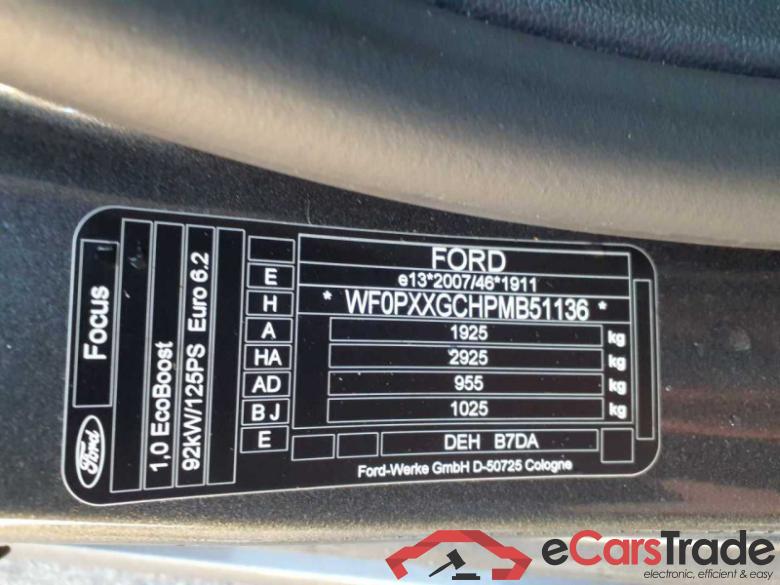 Focus
Ford
1,0 EcoBoost
92kW/125PS Euro 6.2
E
H
A
HA
AD
BJ
E
FORD
e13*2007/46*1911
* WF0PXXGCHPMB51136 *
1925 kg
2925 kg
955 kg
1025 kg
DEH B7DA
Ford-Werke GmbH D-50725 Cologne
eCarsTrade
electronic, efficient & easy